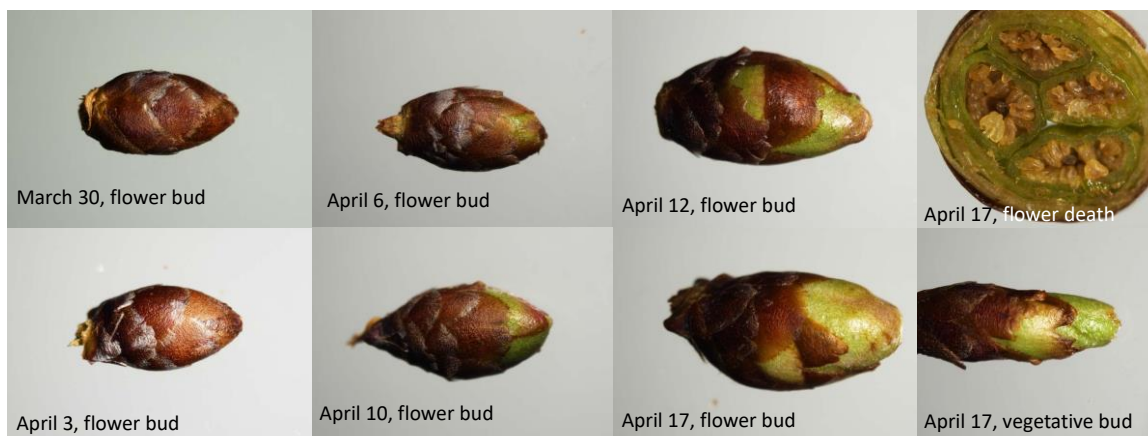 March 30, flower bud
April 6, flower bud
April 12, flower bud
April 17, flower death
April 3, flower bud
April 10, flower bud
April 17, flower bud
April 17, vegetative bud